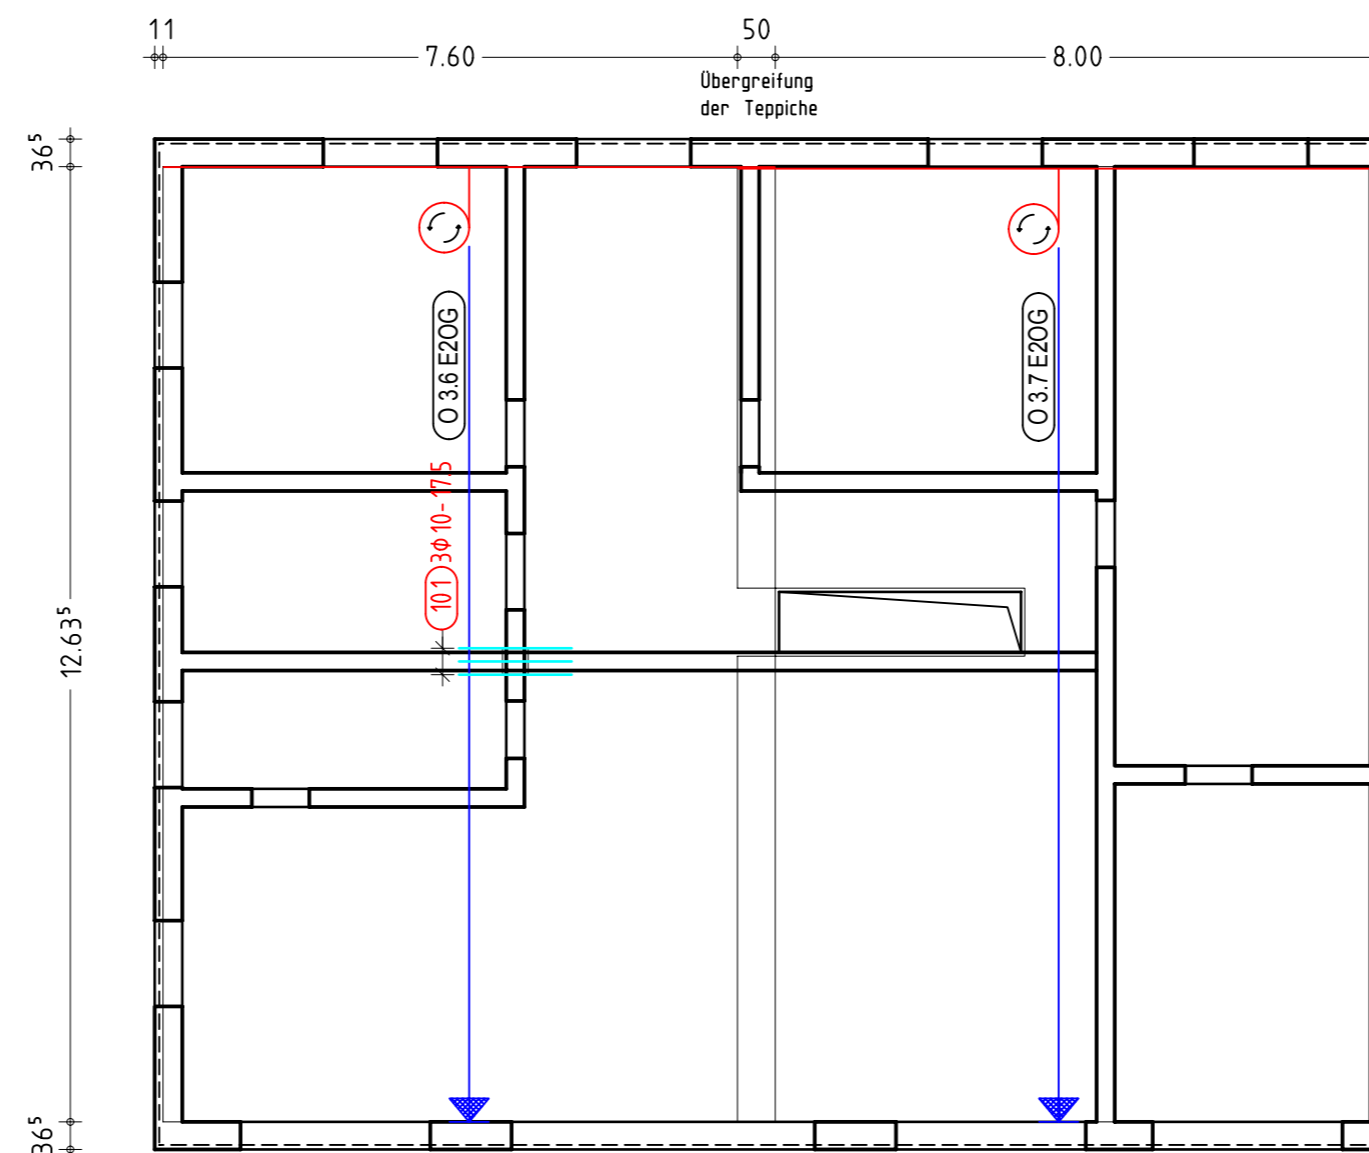 11
50
7.60
8.00
Übergreifung
der Teppiche
36⁵
O 3.6 E2OG
O 3.7 E2OG
101 3Φ10-17.5
12.63⁵
36⁵